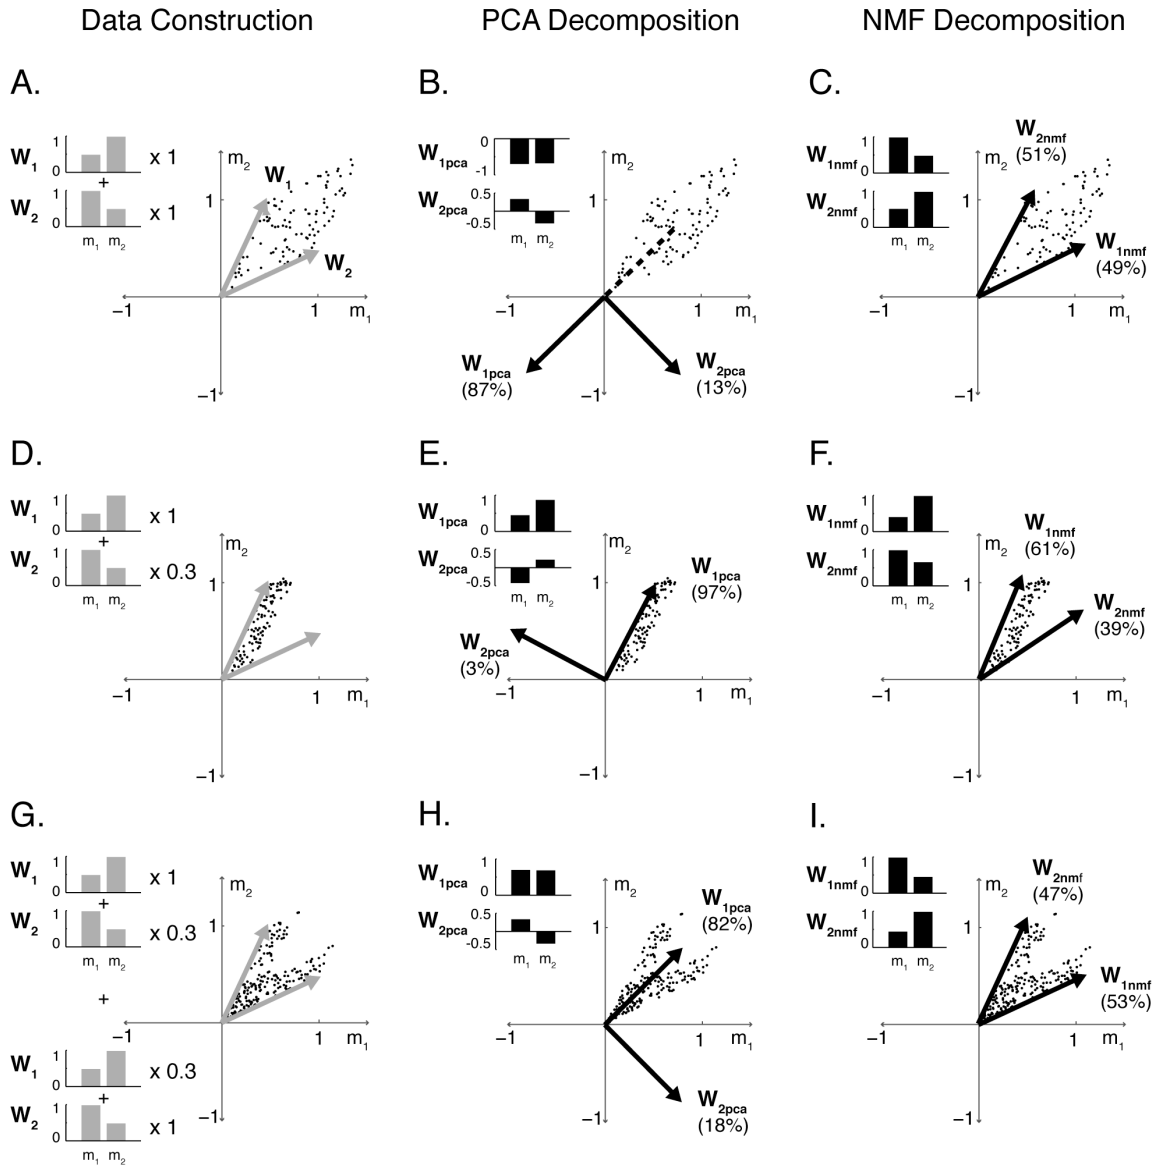 Data Construction
PCA Decomposition
NMF Decomposition
A.
W1
1
0
x 1
+
W2
1
0
x 1
m1 m2
m2
W1
1
W2
−1
1
m1
−1
B.
W1pca
0
-1
W2pca
0.5
-0.5
m1 m2
m2
1
−1
1
m1
W1pca
(87%)
W2pca
(13%)
−1
C.
W1nmf
1
0
W2nmf
1
0
m1 m2
W2nmf
(51%)
m2
1
W1nmf
(49%)
−1
1
m1
−1
D.
W1
1
0
x 1
+
W2
1
0
x 0.3
m1 m2
m2
1
−1
1
m1
−1
E.
W1pca
1
0
W2pca
0.5
-0.5
m1 m2
m2
1
W1pca
(97%)
W2pca
(3%)
−1
1
m1
−1
F.
W1nmf
1
0
W2nmf
1
0
m1 m2
W1nmf
(61%)
m2
1
W2nmf
(39%)
−1
1
m1
−1
G.
W1
1
0
x 1
+
W2
1
0
x 0.3
+
W1
1
0
x 0.3
+
W2
1
0
x 1
m1 m2
m2
1
−1
1
m1
−1
H.
W1pca
1
0
W2pca
0.5
-0.5
m1 m2
m2
1
W1pca
(82%)
−1
1
m1
W2pca
(18%)
−1
I.
W1nmf
1
0
W2nmf
1
0
m1 m2
W2nmf
(47%)
m2
1
W1nmf
(53%)
−1
1
m1
−1